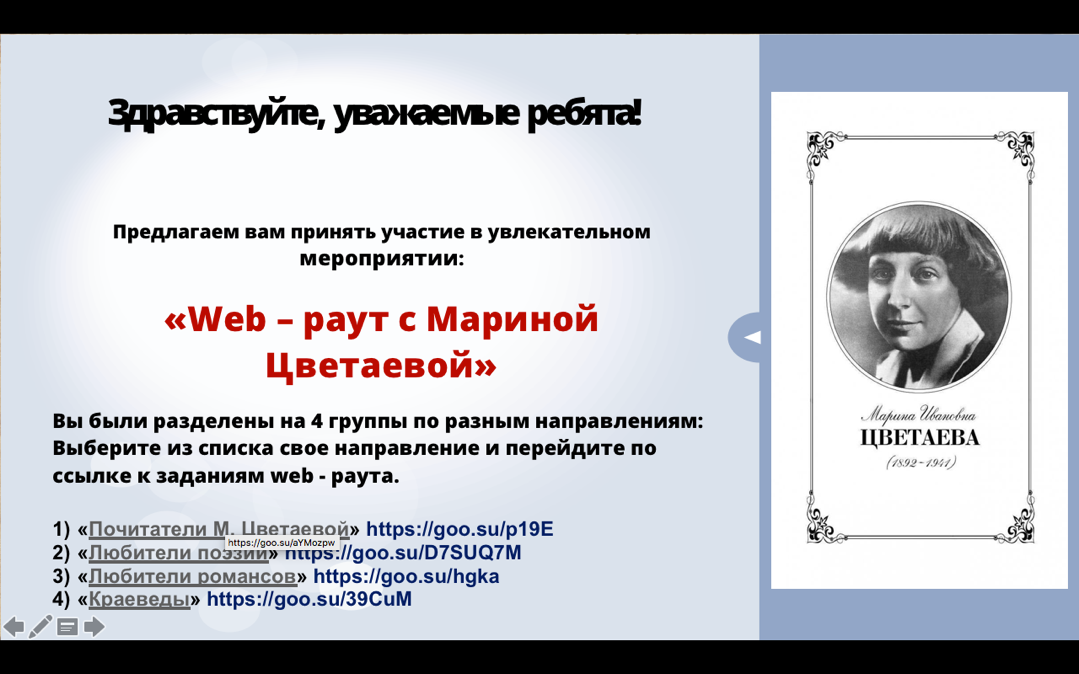 Здравствуйте, уважаемые ребята!
Предлагаем вам принять участие в увлекательном
мероприятии:
«Web – раут с Мариной
Цветаевой»
Вы были разделены на 4 группы по разным направлениям:
Выберите из списка свое направление и перейдите по
ссылке к заданиям web - раута.
1) «Почитатели М. Цветаевой» https://goo.su/p19E
https://goo.su/aYMozpw
2) «Любители поэзии» https://goo.su/D7SUQ7M
3) «Любители романсов» https://goo.su/hgka
4) «Краеведы» https://goo.su/39CuM
Марина Ивановна
ЦВЕТАЕВА
(1892-1941)